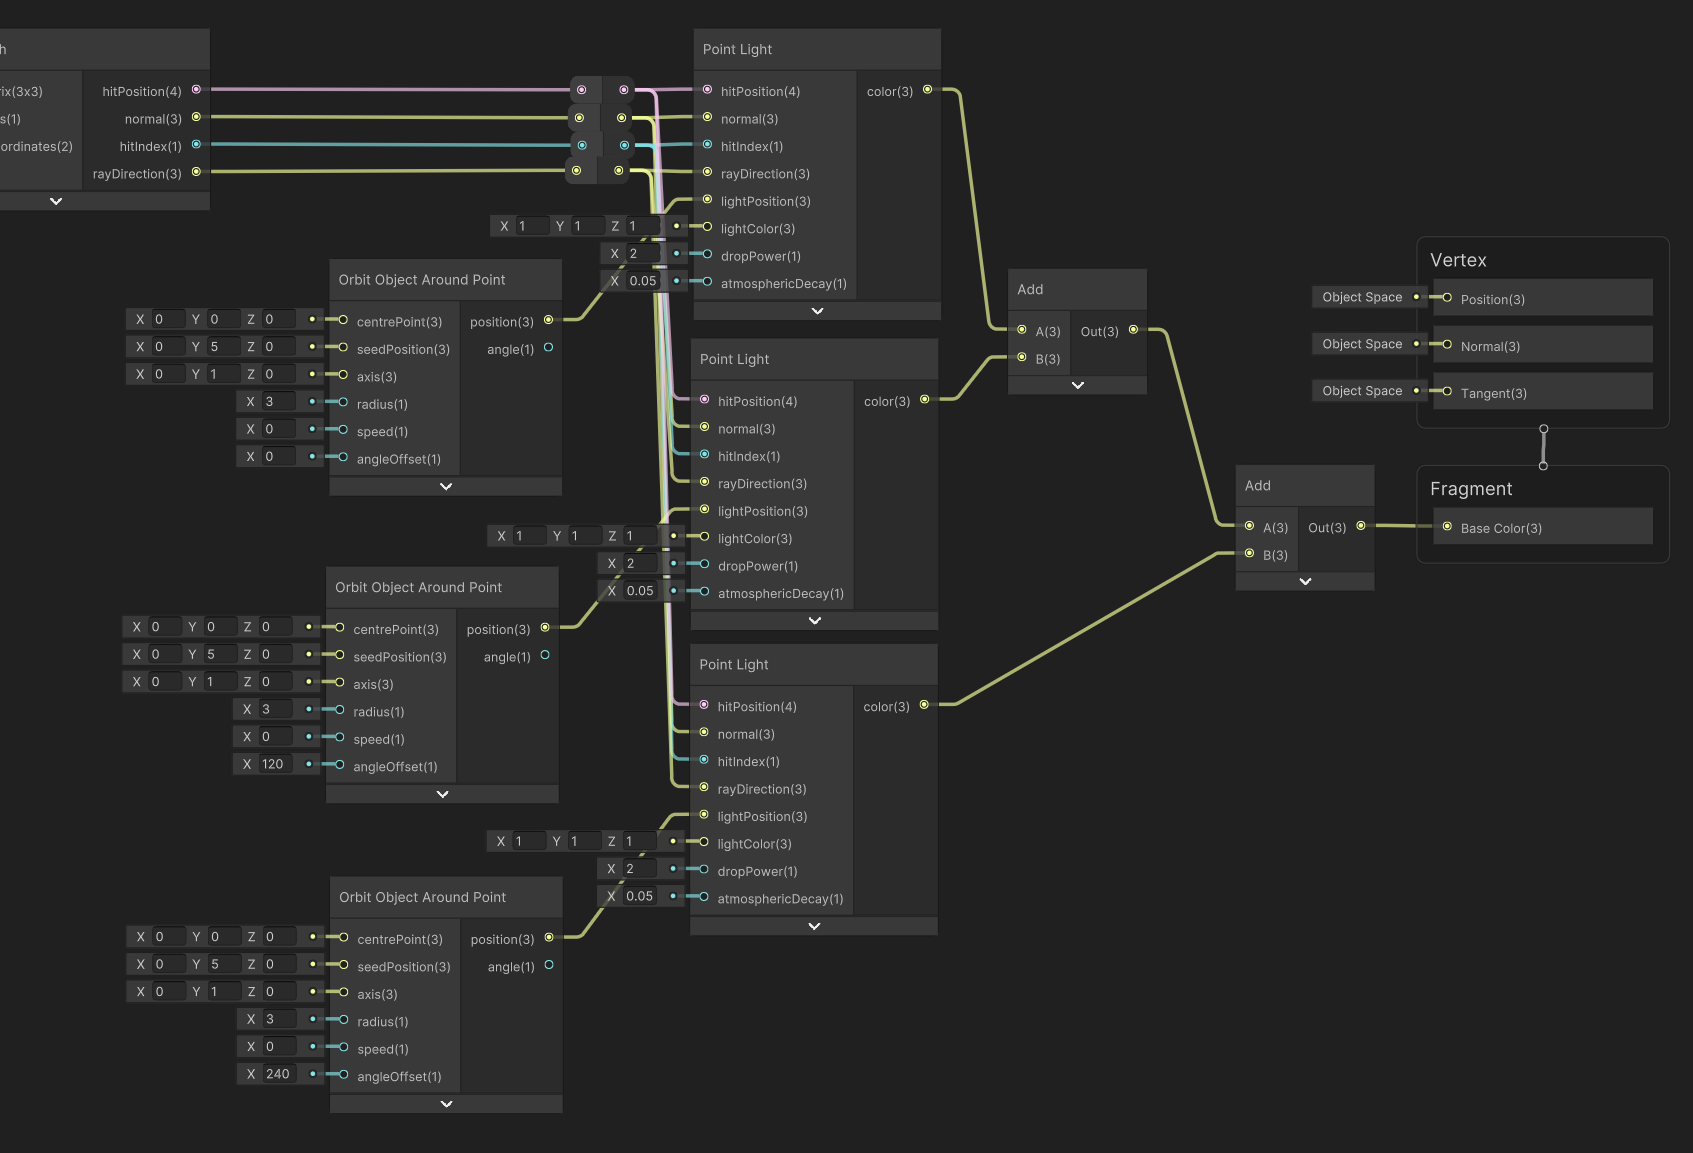 h
rix(3x3)
hitPosition(4)
s(1)
normal(3)
ordinates(2)
hitIndex(1)
rayDirection(3)
Point Light
hitPosition(4)
color(3)
normal(3)
hitIndex(1)
rayDirection(3)
lightPosition(3)
X 1 Y 1 Z 1
lightColor(3)
X 2
dropPower(1)
X 0.05
atmosphericDecay(1)
Orbit Object Around Point
X 0 Y 0 Z 0
centrePoint(3)
position(3)
X 0 Y 5 Z 0
seedPosition(3)
angle(1)
X 0 Y 1 Z 0
axis(3)
X 3
radius(1)
X 0
speed(1)
X 0
angleOffset(1)
Point Light
hitPosition(4)
color(3)
normal(3)
hitIndex(1)
rayDirection(3)
lightPosition(3)
X 1 Y 1 Z 1
lightColor(3)
X 2
dropPower(1)
X 0.05
atmosphericDecay(1)
Orbit Object Around Point
X 0 Y 0 Z 0
centrePoint(3)
position(3)
X 0 Y 5 Z 0
seedPosition(3)
angle(1)
X 0 Y 1 Z 0
axis(3)
X 3
radius(1)
X 0
speed(1)
X 120
angleOffset(1)
Point Light
hitPosition(4)
color(3)
normal(3)
hitIndex(1)
rayDirection(3)
lightPosition(3)
X 1 Y 1 Z 1
lightColor(3)
X 2
dropPower(1)
X 0.05
atmosphericDecay(1)
Orbit Object Around Point
X 0 Y 0 Z 0
centrePoint(3)
position(3)
X 0 Y 5 Z 0
seedPosition(3)
angle(1)
X 0 Y 1 Z 0
axis(3)
X 3
radius(1)
X 0
speed(1)
X 240
angleOffset(1)
Add
A(3)
Out(3)
B(3)
Add
A(3)
Out(3)
B(3)
Vertex
Object Space
Position(3)
Object Space
Normal(3)
Object Space
Tangent(3)
Fragment
Base Color(3)